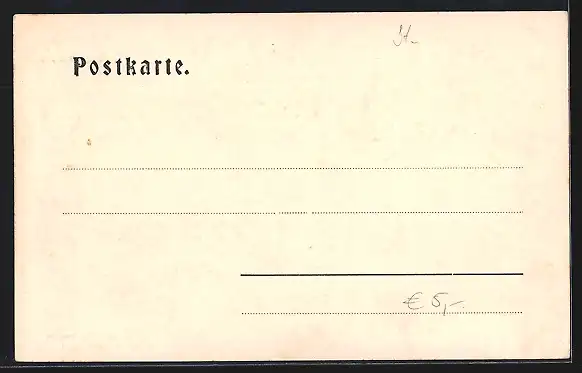 Postkarte.
€ 5,-